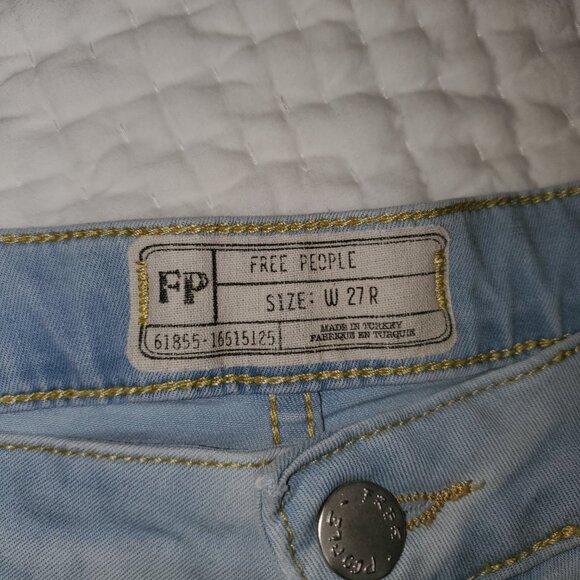 FP
FREE PEOPLE
SIZE: W 27 R
61855-16515125
MADE IN TURKEY
FABRIQUE EN TURQUIE
FREE PEOPLE